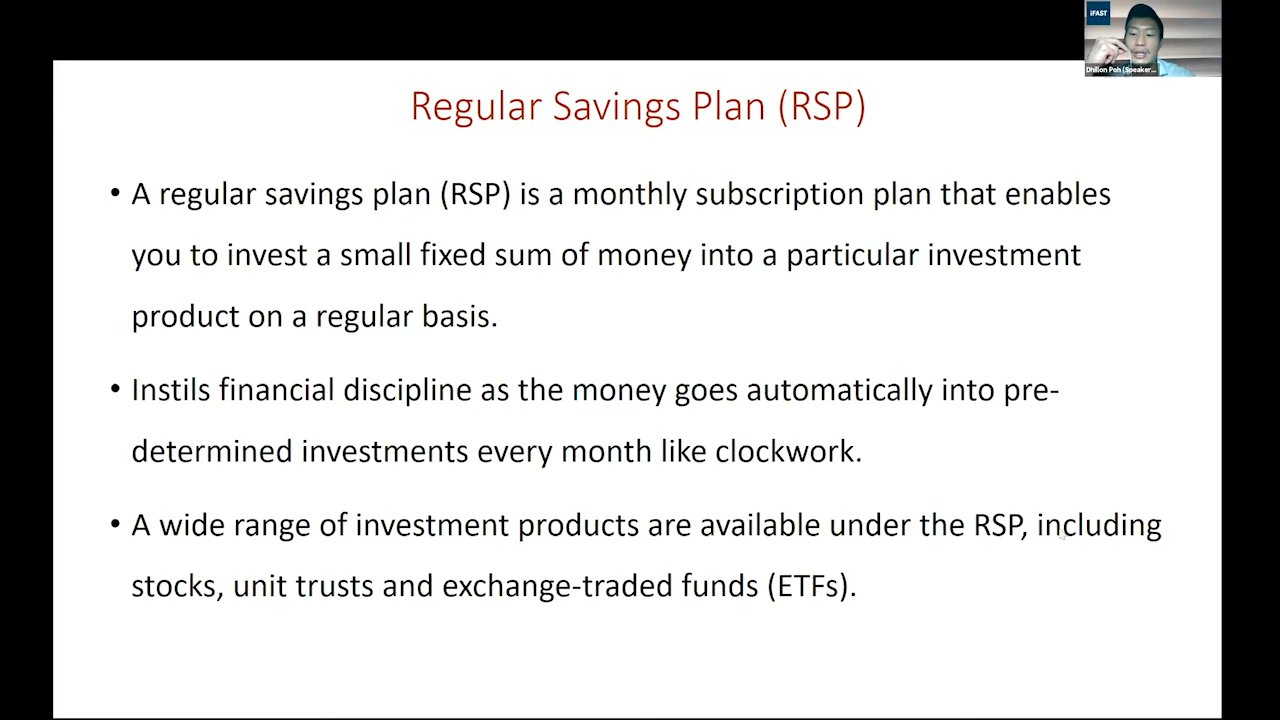 iFAST
Dhillon Poh (Speaker...
Regular Savings Plan (RSP)
• A regular savings plan (RSP) is a monthly subscription plan that enables
you to invest a small fixed sum of money into a particular investment
product on a regular basis.
• Instils financial discipline as the money goes automatically into pre-
determined investments every month like clockwork.
• A wide range of investment products are available under the RSP, including
stocks, unit trusts and exchange-traded funds (ETFs).